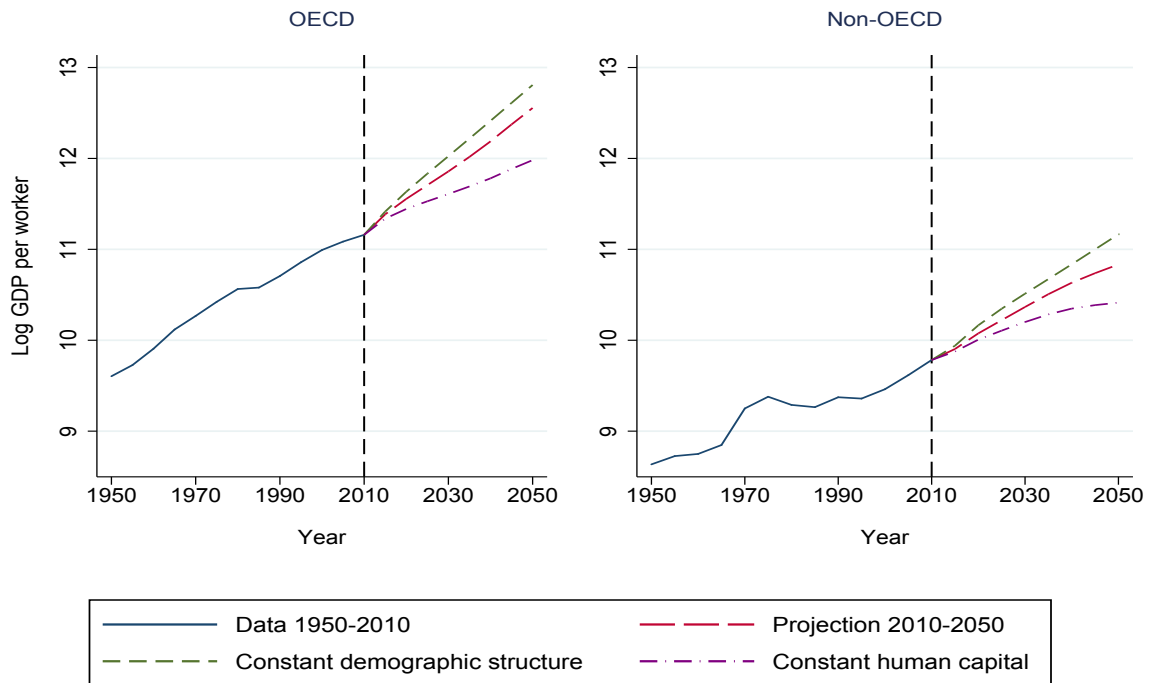 OECD
Non-OECD
Log GDP per worker
13
12
11
10
9
1950 1970 1990 2010 2030 2050
Year
13
12
11
10
9
1950 1970 1990 2010 2030 2050
Year
Data 1950-2010
Projection 2010-2050
Constant demographic structure
Constant human capital